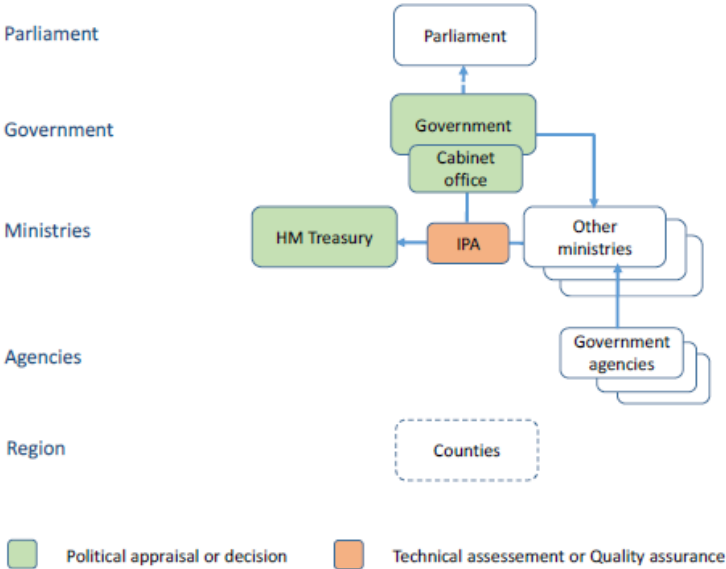 Parliament
Parliament
Government
Government
Cabinet
office
Ministries
HM Treasury
IPA
Other
ministries
Agencies
Government
agencies
Region
Counties
Political appraisal or decision
Technical assessement or Quality assurance